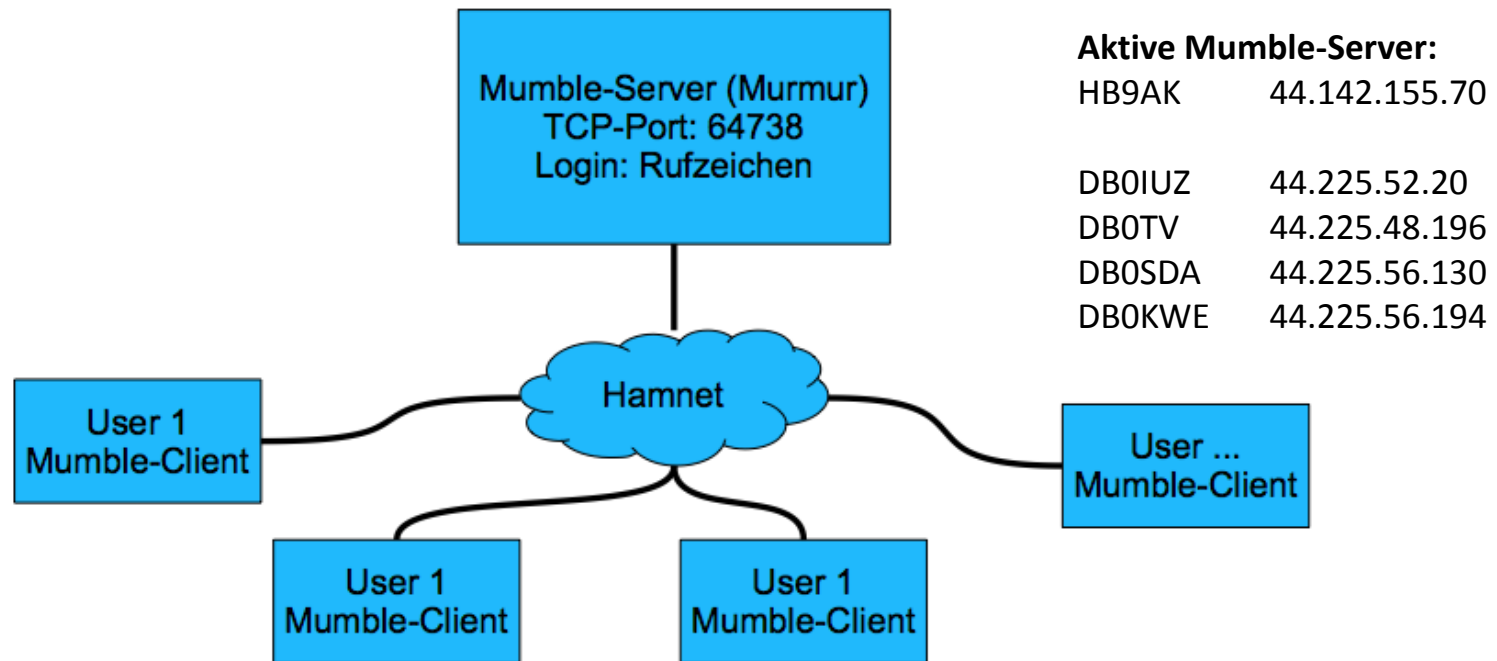 Mumble-Server (Murmur)
TCP-Port: 64738
Login: Rufzeichen
Aktive Mumble-Server:
HB9AK 44.142.155.70
DB0IUZ 44.225.52.20
DB0TV 44.225.48.196
DB0SDA 44.225.56.130
DB0KWE 44.225.56.194
Hamnet
User 1
Mumble-Client
User ...
Mumble-Client
User 1
Mumble-Client
User 1
Mumble-Client